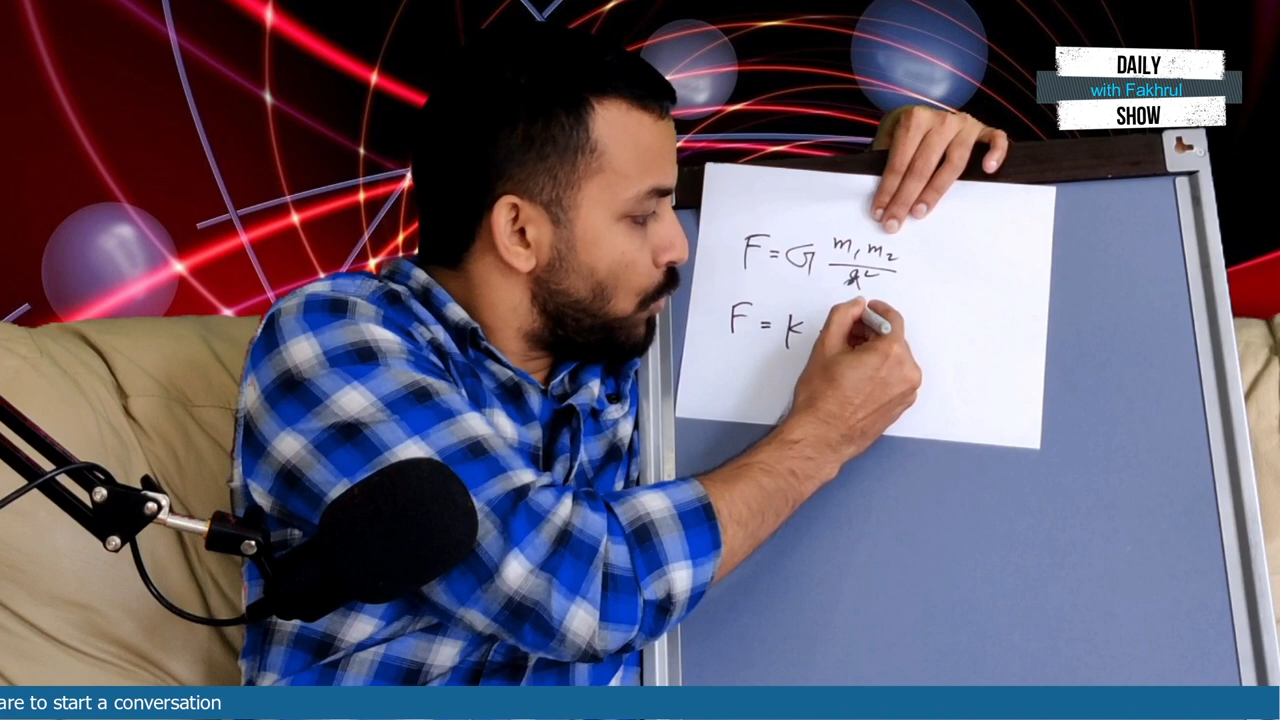 DAILY
with Fakhrul
SHOW
F = G m₁ m₂ / r²
F = K
are to start a conversation